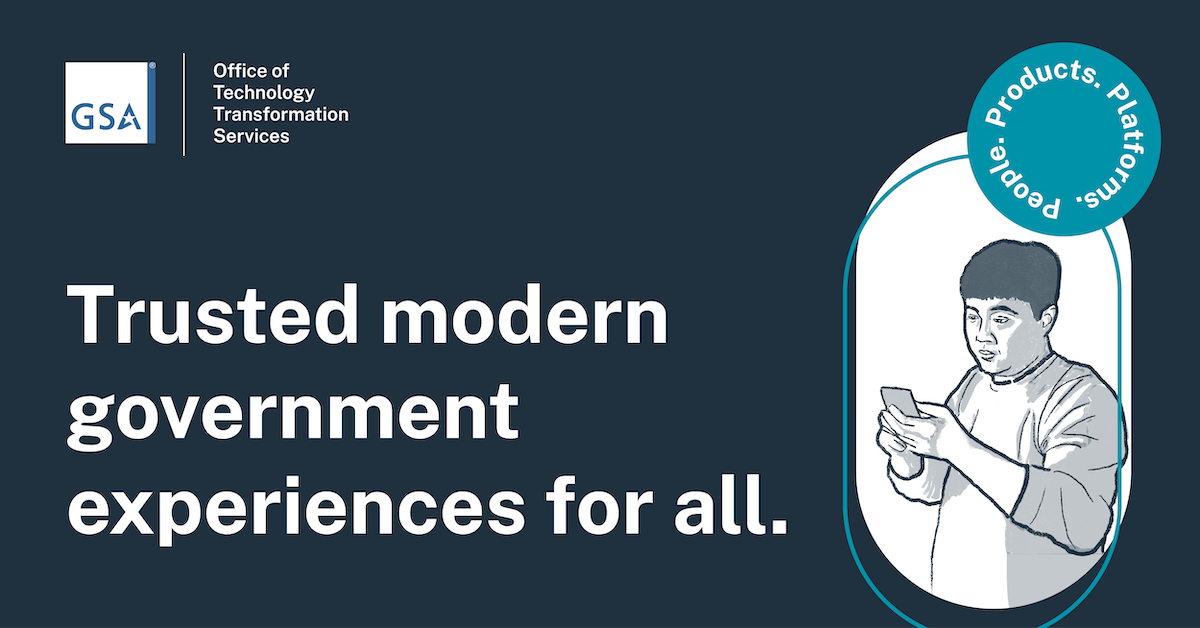 GSA
®
Office of
Technology
Transformation
Services
Products. Platforms. People.
Trusted modern
government
experiences for all.